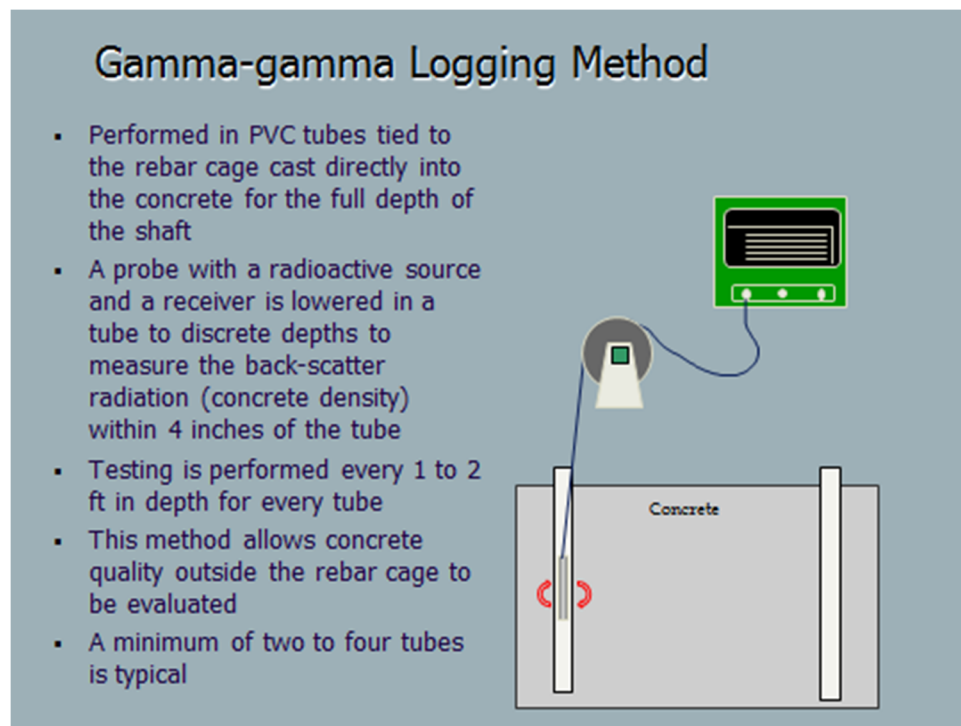 Gamma-gamma Logging Method
▪ Performed in PVC tubes tied to
the rebar cage cast directly into
the concrete for the full depth of
the shaft
▪ A probe with a radioactive source
and a receiver is lowered in a
tube to discrete depths to
measure the back-scatter
radiation (concrete density)
within 4 inches of the tube
▪ Testing is performed every 1 to 2
ft in depth for every tube
▪ This method allows concrete
quality outside the rebar cage to
be evaluated
▪ A minimum of two to four tubes
is typical
Concrete